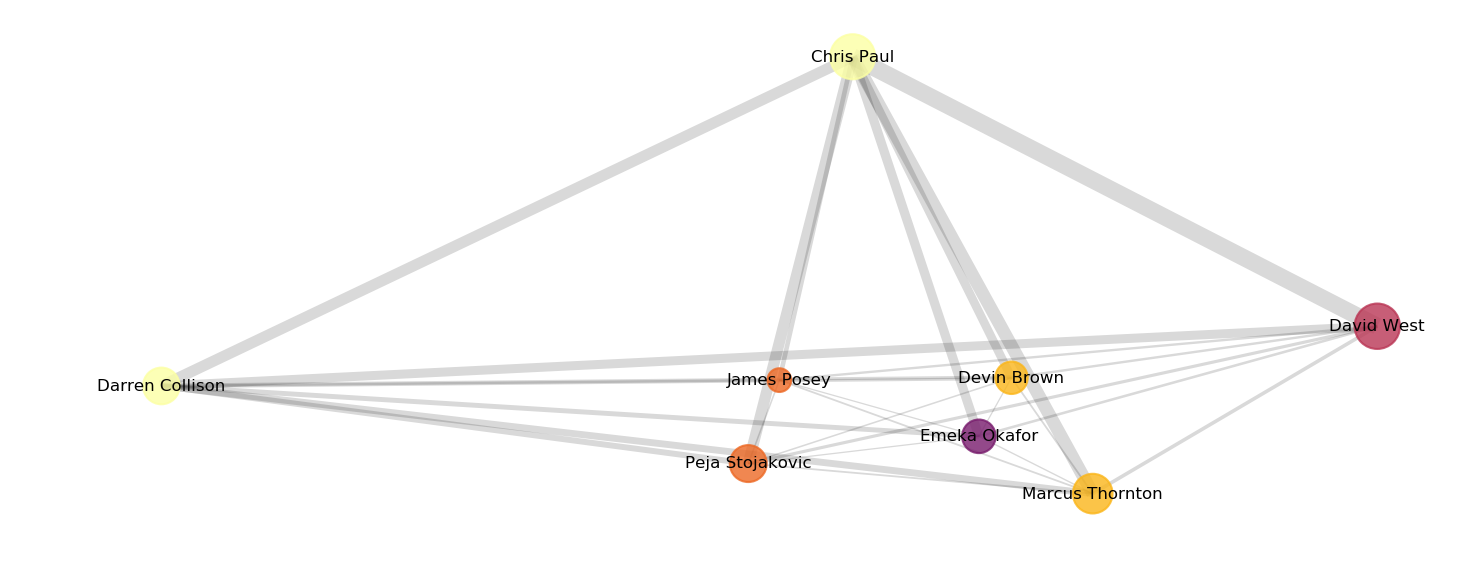 Chris Paul
David West
James Posey
Devin Brown
Darren Collison
Emeka Okafor
Peja Stojakovic
Marcus Thornton